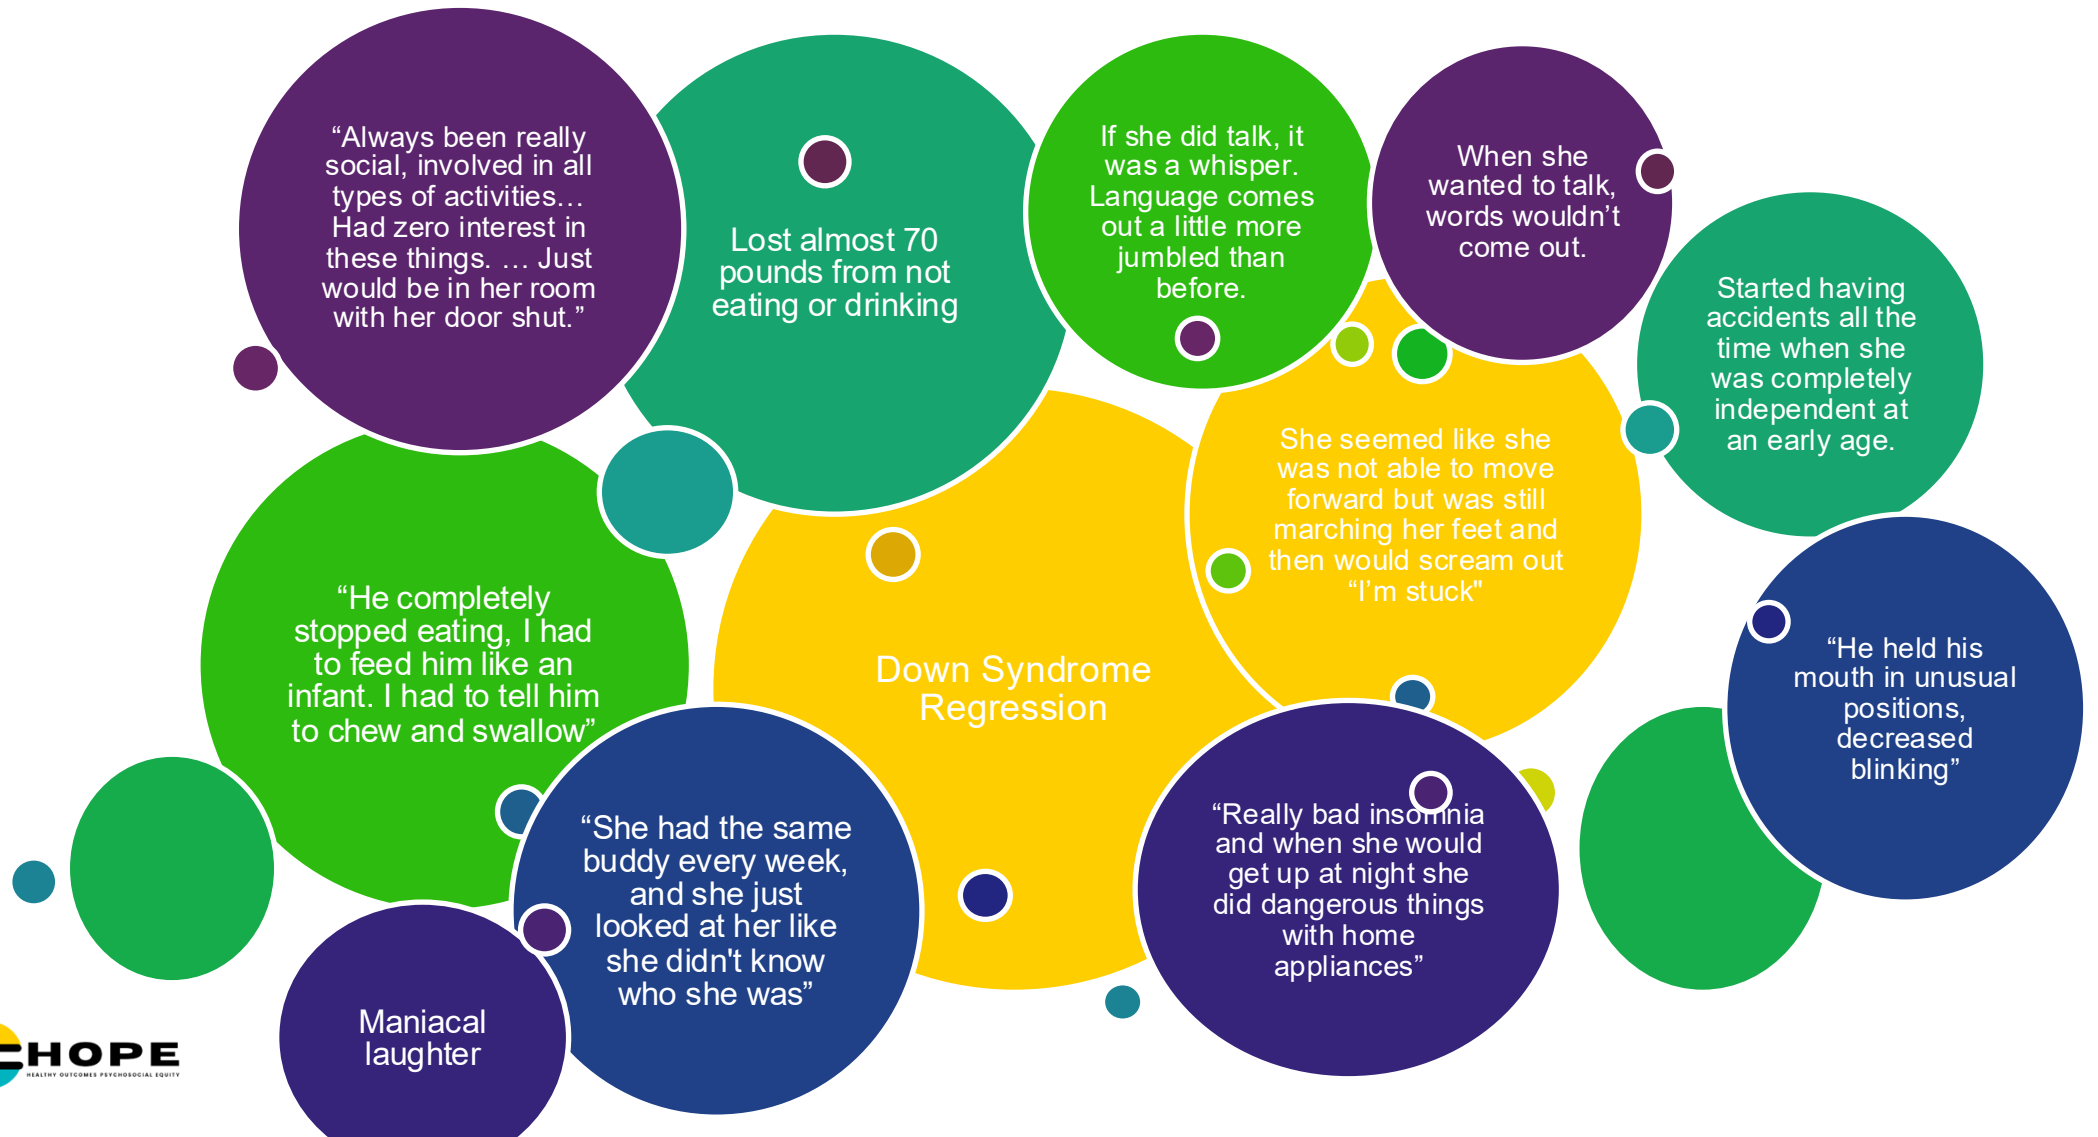 “Always been really
social, involved in all
types of activities…
Had zero interest in
these things. … Just
would be in her room
with her door shut.”
Lost almost 70
pounds from not
eating or drinking
If she did talk, it
was a whisper.
Language comes
out a little more
jumbled than
before.
When she
wanted to talk,
words wouldn’t
come out.
Started having
accidents all the
time when she
was completely
independent at
an early age.
She seemed like she
was not able to move
forward but was still
marching her feet and
then would scream out
“I’m stuck"
“He completely
stopped eating, I had
to feed him like an
infant. I had to tell him
to chew and swallow”
Down Syndrome
Regression
“He held his
mouth in unusual
positions,
decreased
blinking”
“She had the same
buddy every week,
and she just
looked at her like
she didn't know
who she was”
“Really bad insomnia
and when she would
get up at night she
did dangerous things
with home
appliances”
Maniacal
laughter
HOPE
HEALTHY OUTCOMES PSYCHOSOCIAL EQUITY